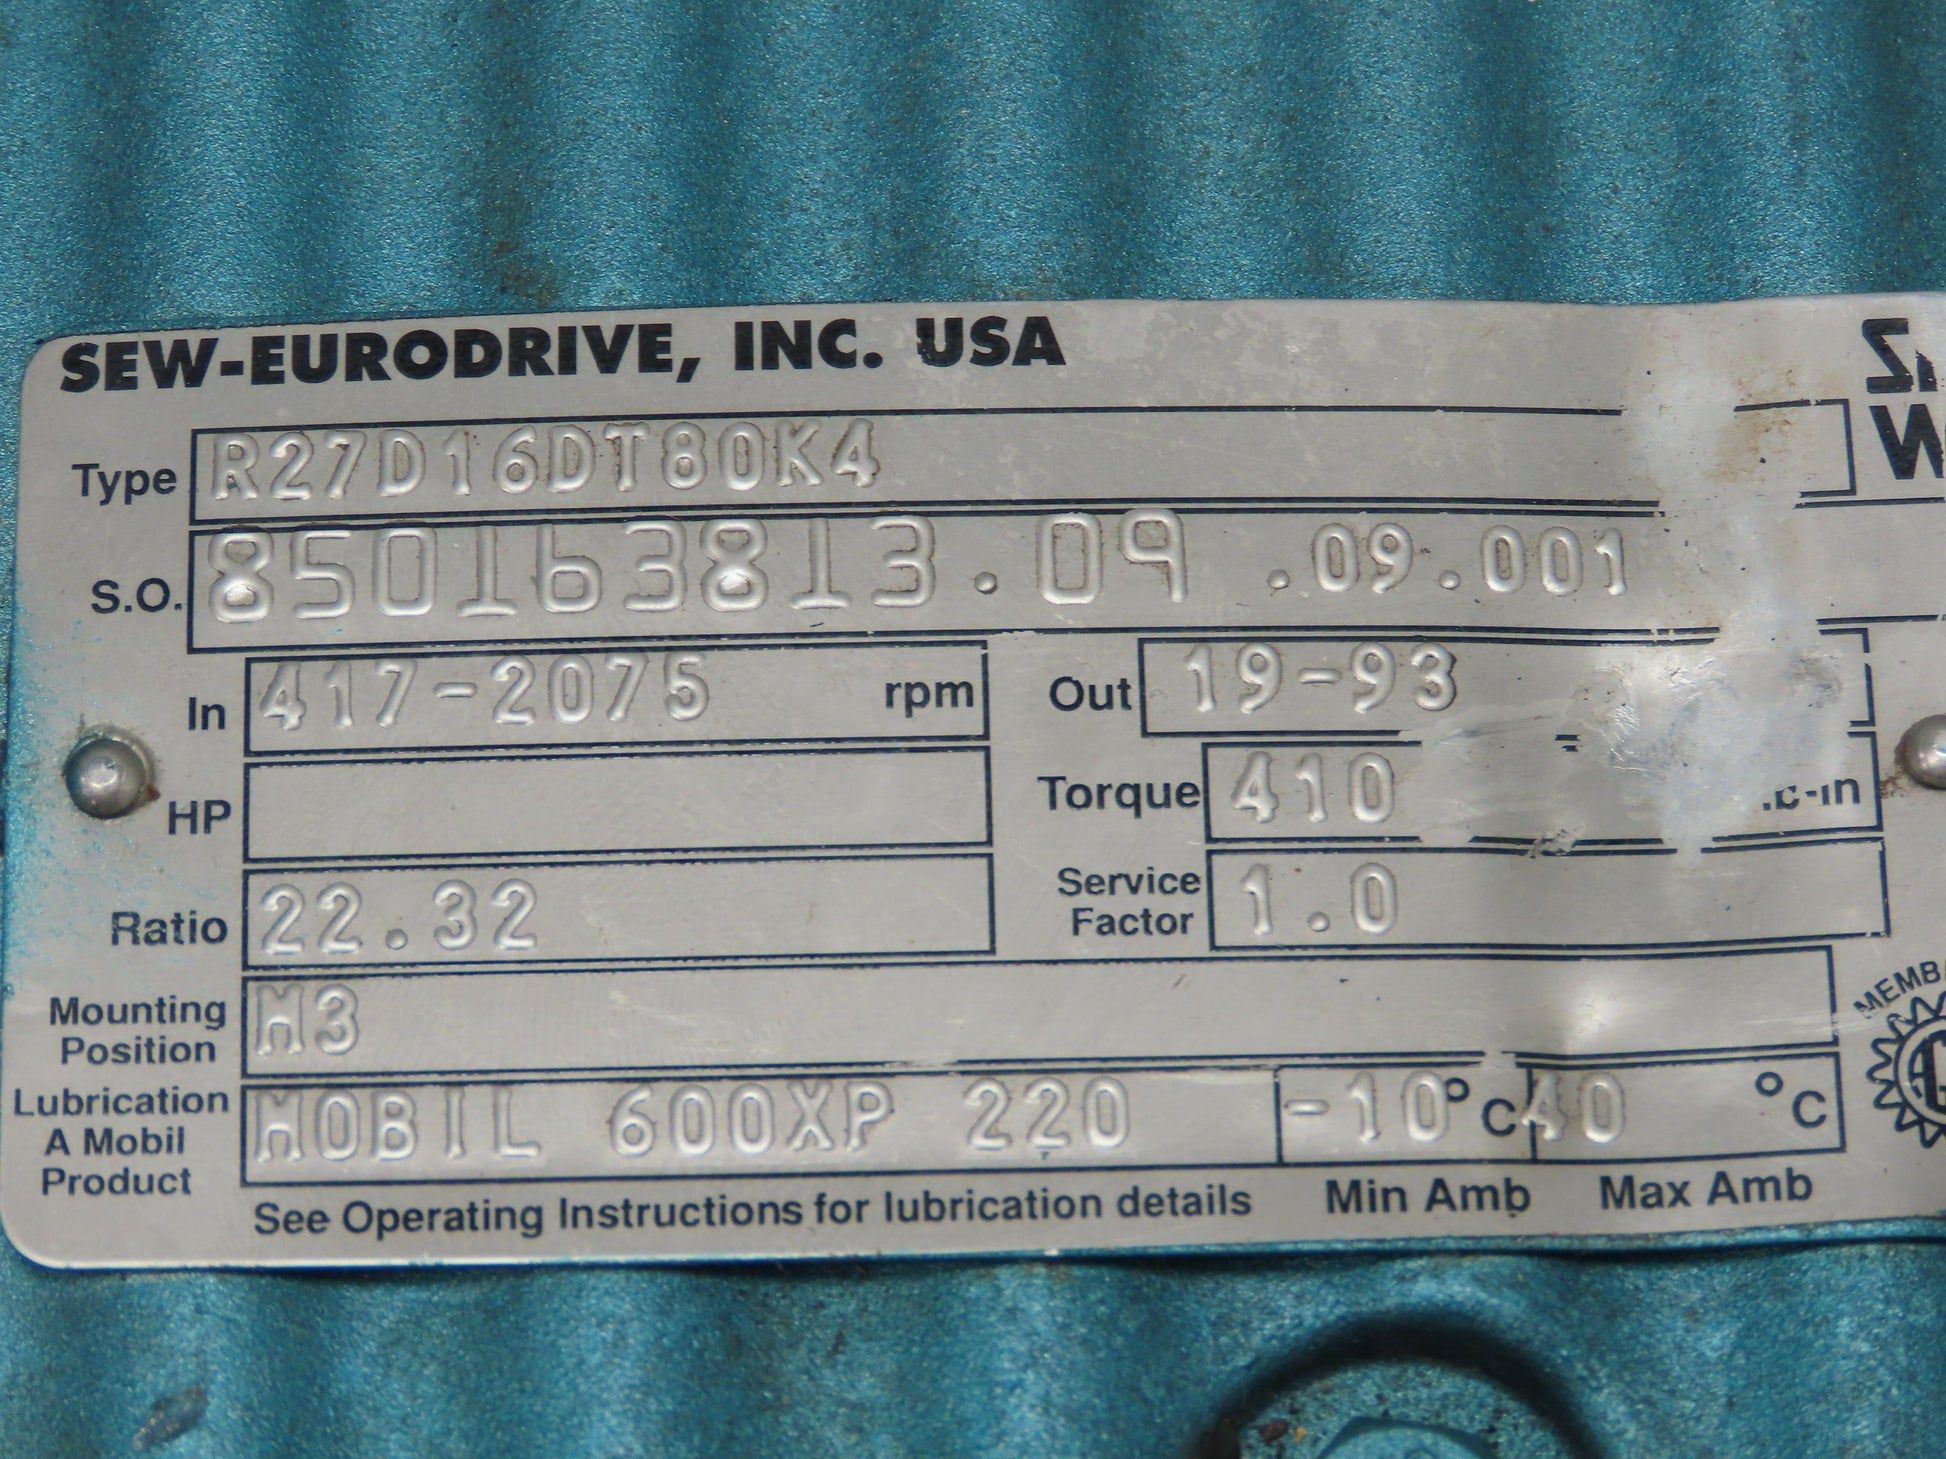 SEW-EURODRIVE, INC. USA
Type R27D16DT80K4
S.O. 850163813.09 .09.001
In 417-2075 rpm Out 19-93
HP Torque 410 lb-in
Ratio 22.32 Service Factor 1.0
Mounting Position M3
Lubrication A Mobil Product MOBIL 600XP 220 -10°C 40 °C
See Operating Instructions for lubrication details Min Amb Max Amb